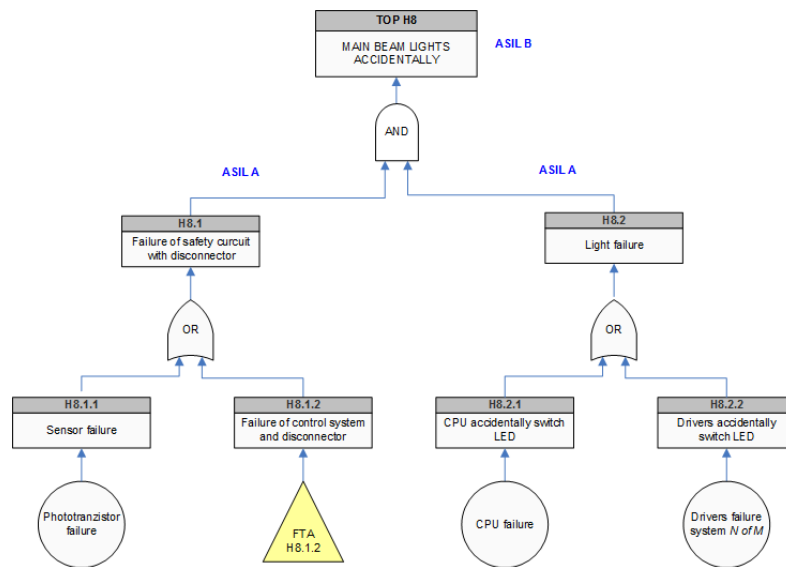 TOP H8
MAIN BEAM LIGHTS
ACCIDENTALLY
ASIL B
AND
ASIL A
ASIL A
H8.1
Failure of safety curcuit
with disconnector
H8.2
Light failure
OR
OR
H8.1.1
Sensor failure
H8.1.2
Failure of control system
and disconnector
H8.2.1
CPU accidentally switch
LED
H8.2.2
Drivers accidentally
switch LED
Phototranzistor
failure
FTA
H8.1.2
CPU failure
Drivers failure
system N of M